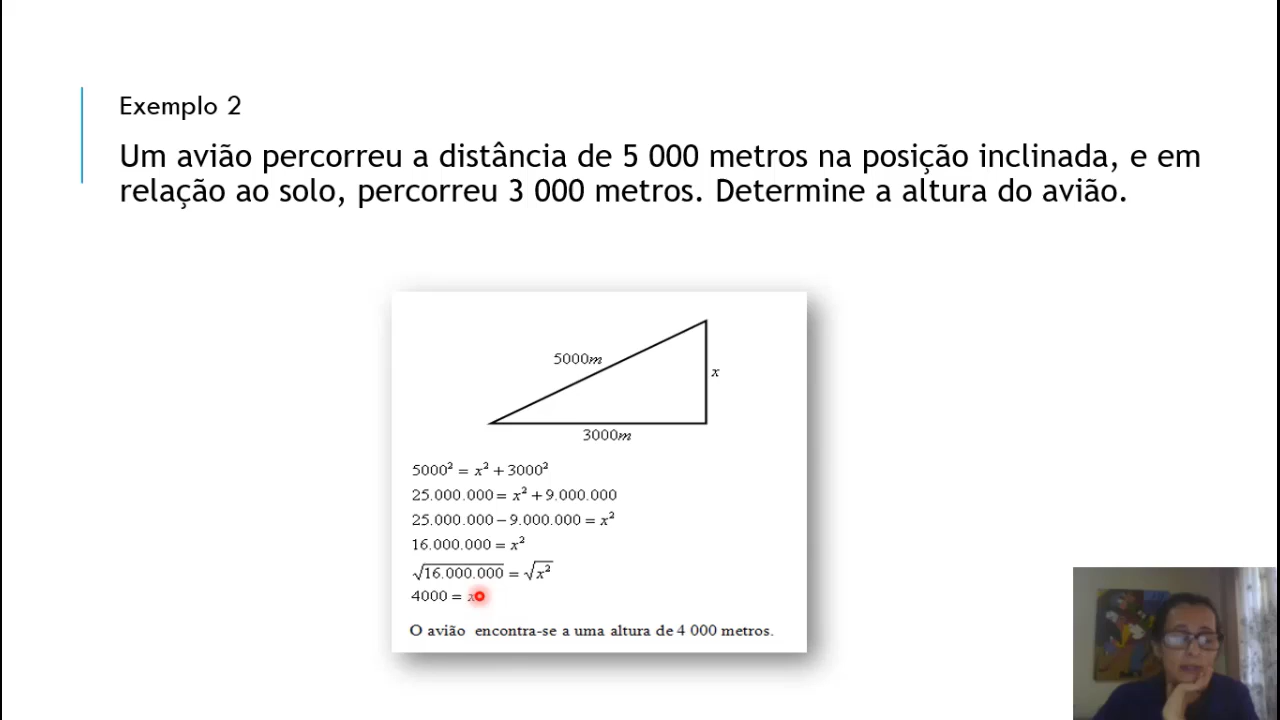 Exemplo 2
Um avião percorreu a distância de 5 000 metros na posição inclinada, e em
relação ao solo, percorreu 3 000 metros. Determine a altura do avião.
5000m
x
3000m
5000² = x² + 3000²
25.000.000 = x² + 9.000.000
25.000.000 − 9.000.000 = x²
16.000.000 = x²
√16.000.000 = √x²
4000 = x
O avião encontra-se a uma altura de 4 000 metros.